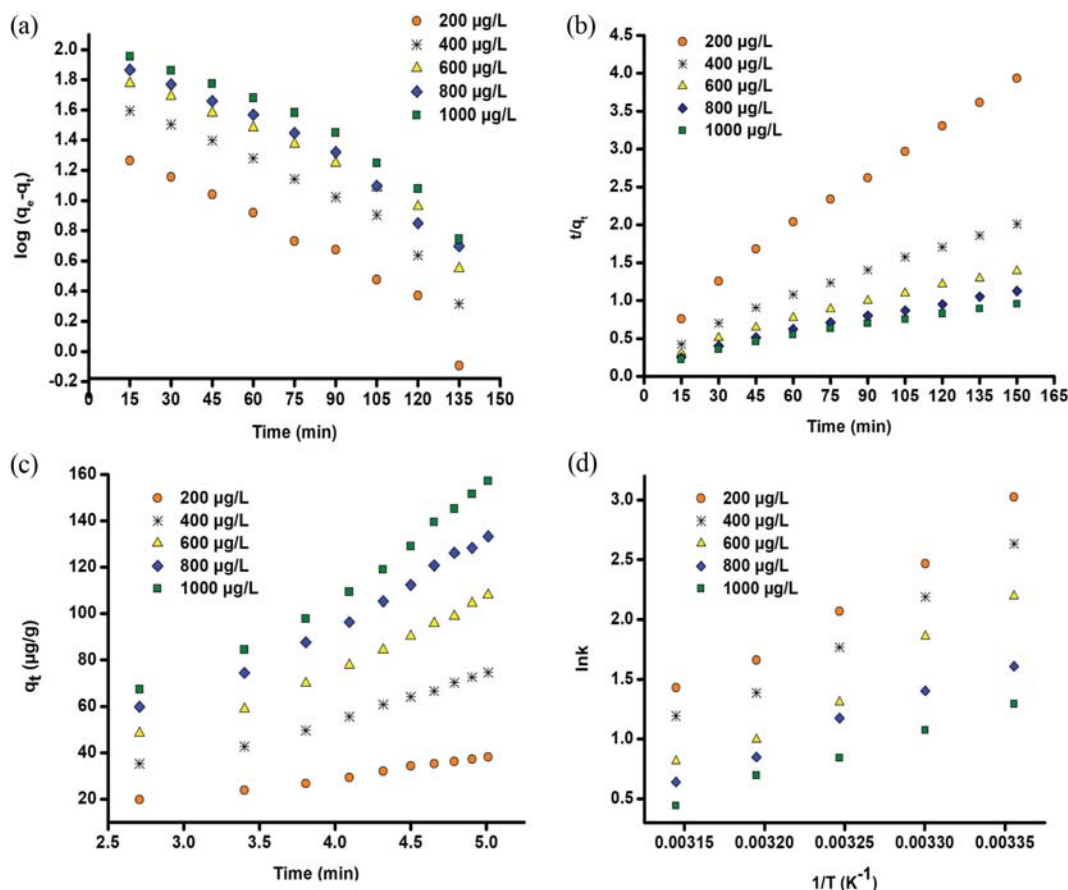 (a)
200 µg/L
400 µg/L
600 µg/L
800 µg/L
1000 µg/L
2.0
1.8
1.6
1.4
1.2
1.0
0.8
0.6
0.4
0.2
0.0
-0.2
log (qe-qt)
0 15 30 45 60 75 90 105 120 135 150
Time (min)
(b)
200 µg/L
400 µg/L
600 µg/L
800 µg/L
1000 µg/L
4.5
4.0
3.5
3.0
2.5
2.0
1.5
1.0
0.5
0.0
t/qt
0 15 30 45 60 75 90 105 120 135 150 165
Time (min)
(c)
200 µg/L
400 µg/L
600 µg/L
800 µg/L
1000 µg/L
160
140
120
100
80
60
40
20
qt (µg/g)
2.5 3.0 3.5 4.0 4.5 5.0
Time (min)
(d)
200 µg/L
400 µg/L
600 µg/L
800 µg/L
1000 µg/L
3.0
2.5
2.0
1.5
1.0
0.5
lnk
0.00315 0.00320 0.00325 0.00330 0.00335
1/T (K-1)